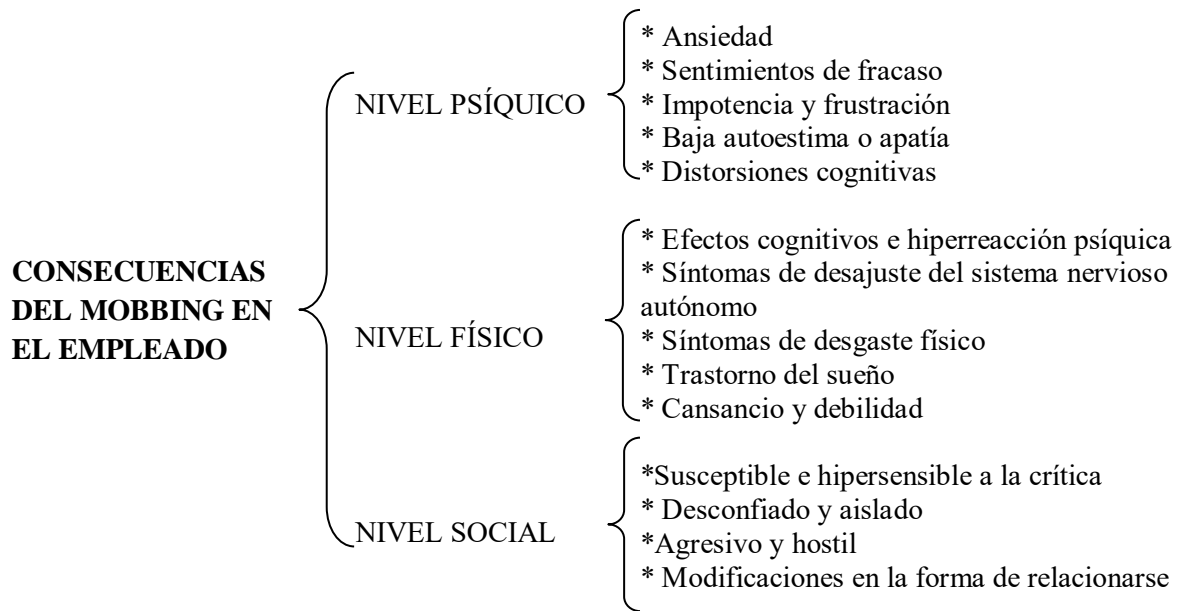 CONSECUENCIAS
DEL MOBBING EN
EL EMPLEADO
NIVEL PSÍQUICO
* Ansiedad
* Sentimientos de fracaso
* Impotencia y frustración
* Baja autoestima o apatía
* Distorsiones cognitivas
NIVEL FÍSICO
* Efectos cognitivos e hiperreacción psíquica
* Síntomas de desajuste del sistema nervioso
autónomo
* Síntomas de desgaste físico
* Trastorno del sueño
* Cansancio y debilidad
NIVEL SOCIAL
*Susceptible e hipersensible a la crítica
* Desconfiado y aislado
*Agresivo y hostil
* Modificaciones en la forma de relacionarse